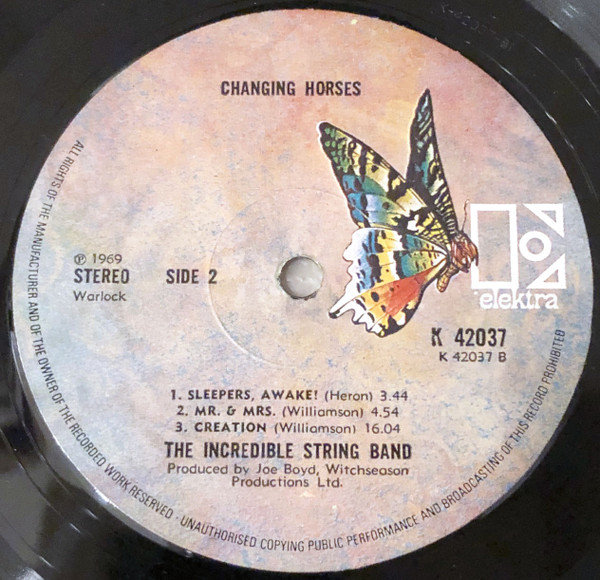 CHANGING HORSES
elektra
℗ 1969
STEREO SIDE 2
Warlock
K 42037
K 42037 B
1. SLEEPERS, AWAKE! (Heron) 3.44
2. MR. & MRS. (Williamson) 4.54
3. CREATION (Williamson) 16.04
THE INCREDIBLE STRING BAND
Produced by Joe Boyd, Witchseason
Productions Ltd.
ALL RIGHTS OF THE MANUFACTURER AND OF THE OWNER OF THE RECORDED WORK RESERVED · UNAUTHORISED COPYING PUBLIC PERFORMANCE AND BROADCASTING OF THIS RECORD PROHIBITED